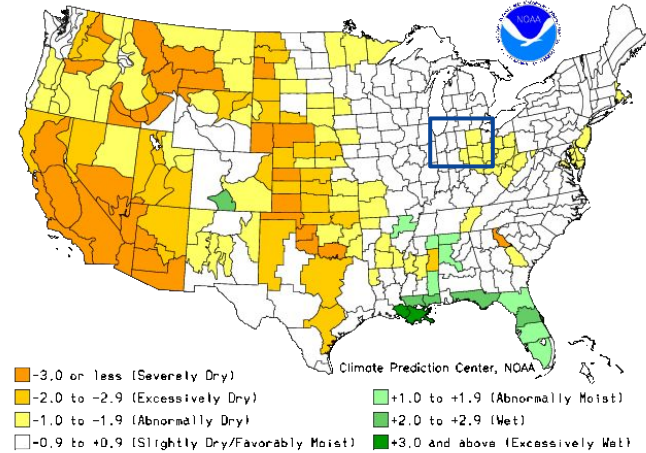 NOAA
Climate Prediction Center, NOAA
-3.0 or less (Severely Dry)
-2.0 to -2.9 (Excessively Dry)
-1.0 to -1.9 (Abnormally Dry)
-0.9 to +0.9 (Slightly Dry/Favorably Moist)
+1.0 to +1.9 (Abnormally Moist)
+2.0 to +2.9 (Wet)
+3.0 and above (Excessively Wet)